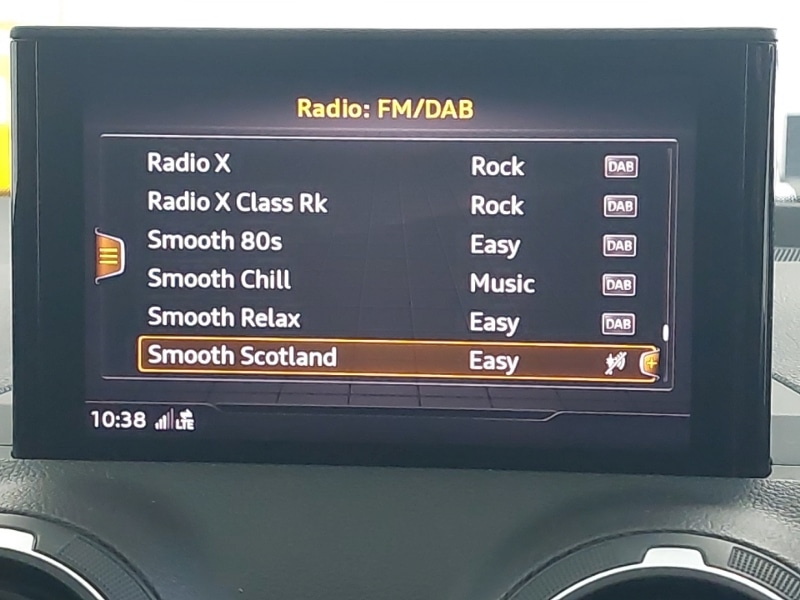 Radio: FM/DAB
Radio X Rock DAB
Radio X Class Rk Rock DAB
Smooth 80s Easy DAB
Smooth Chill Music DAB
Smooth Relax Easy DAB
Smooth Scotland Easy
10:38 LTE